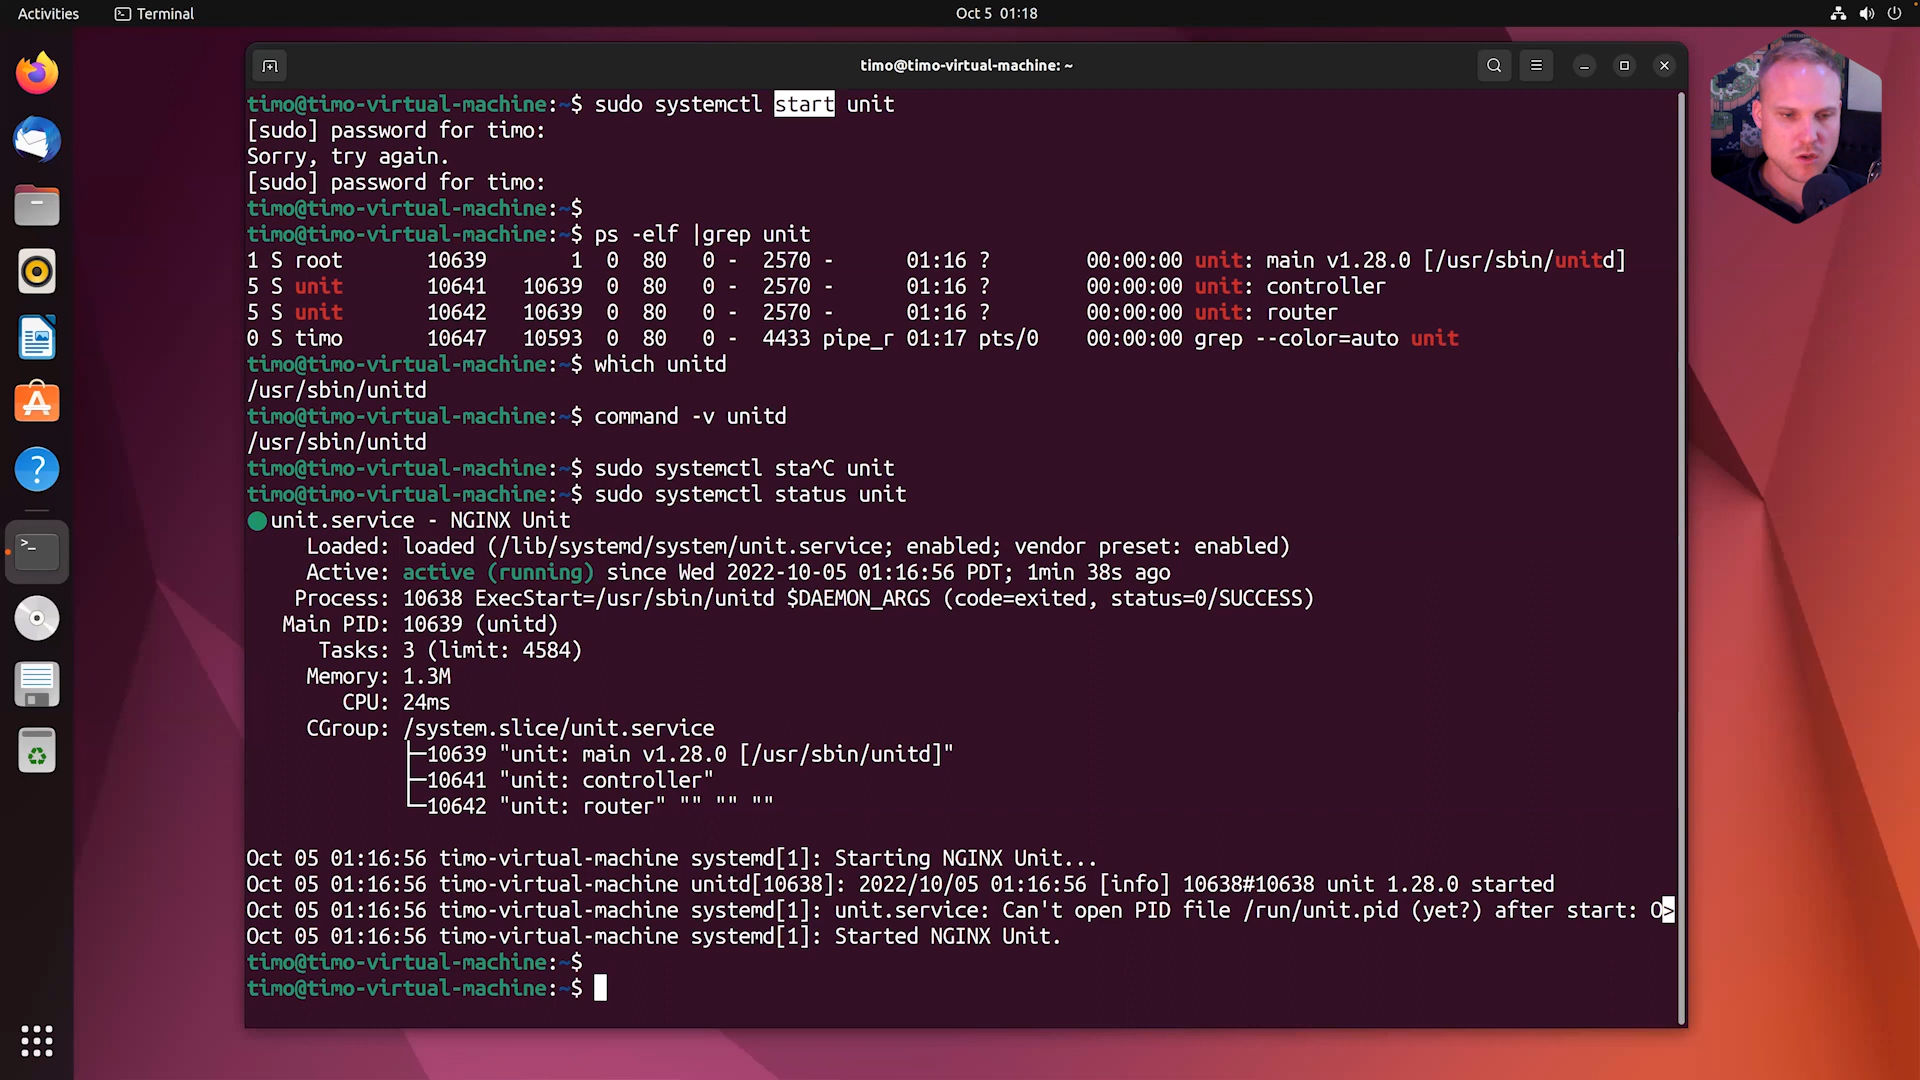 Activities Terminal Oct 5 01:18
timo@timo-virtual-machine: ~
timo@timo-virtual-machine:~$ sudo systemctl start unit
[sudo] password for timo:
Sorry, try again.
[sudo] password for timo:
timo@timo-virtual-machine:~$
timo@timo-virtual-machine:~$ ps -elf |grep unit
1 S root 10639 1 0 80 0 - 2570 - 01:16 ? 00:00:00 unit: main v1.28.0 [/usr/sbin/unitd]
5 S unit 10641 10639 0 80 0 - 2570 - 01:16 ? 00:00:00 unit: controller
5 S unit 10642 10639 0 80 0 - 2570 - 01:16 ? 00:00:00 unit: router
0 S timo 10647 10593 0 80 0 - 4433 pipe_r 01:17 pts/0 00:00:00 grep --color=auto unit
timo@timo-virtual-machine:~$ which unitd
/usr/sbin/unitd
timo@timo-virtual-machine:~$ command -v unitd
/usr/sbin/unitd
timo@timo-virtual-machine:~$ sudo systemctl sta^C unit
timo@timo-virtual-machine:~$ sudo systemctl status unit
● unit.service - NGINX Unit
Loaded: loaded (/lib/systemd/system/unit.service; enabled; vendor preset: enabled)
Active: active (running) since Wed 2022-10-05 01:16:56 PDT; 1min 38s ago
Process: 10638 ExecStart=/usr/sbin/unitd $DAEMON_ARGS (code=exited, status=0/SUCCESS)
Main PID: 10639 (unitd)
Tasks: 3 (limit: 4584)
Memory: 1.3M
CPU: 24ms
CGroup: /system.slice/unit.service
├─10639 "unit: main v1.28.0 [/usr/sbin/unitd]"
├─10641 "unit: controller"
└─10642 "unit: router" "" "" ""
Oct 05 01:16:56 timo-virtual-machine systemd[1]: Starting NGINX Unit...
Oct 05 01:16:56 timo-virtual-machine unitd[10638]: 2022/10/05 01:16:56 [info] 10638#10638 unit 1.28.0 started
Oct 05 01:16:56 timo-virtual-machine systemd[1]: unit.service: Can't open PID file /run/unit.pid (yet?) after start: O>
Oct 05 01:16:56 timo-virtual-machine systemd[1]: Started NGINX Unit.
timo@timo-virtual-machine:~$
timo@timo-virtual-machine:~$